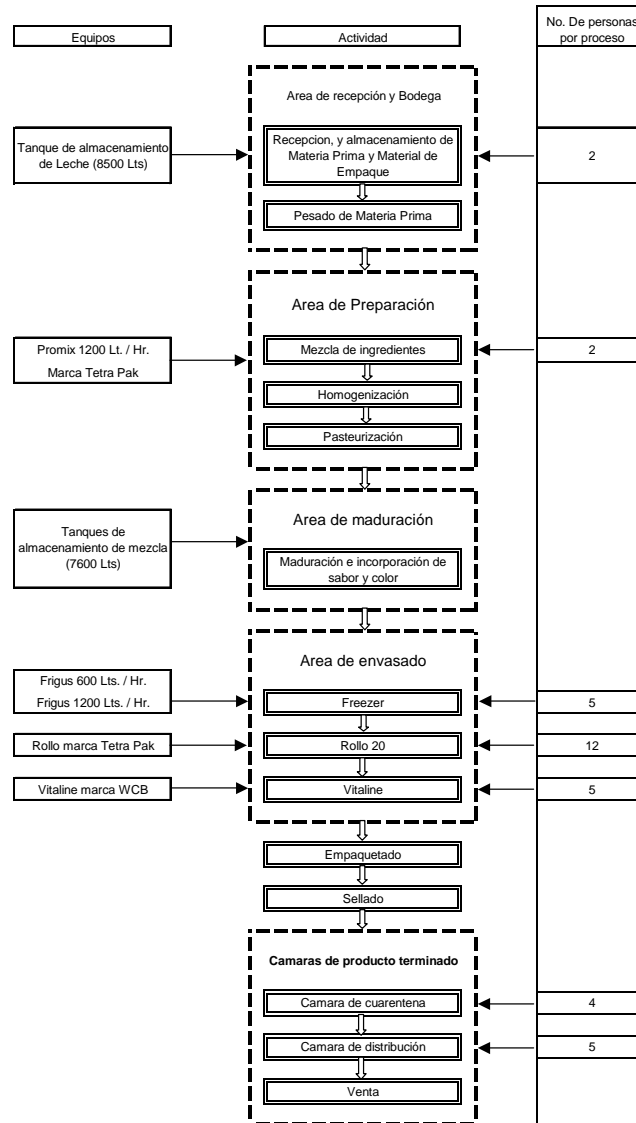 Equipos
Actividad
No. De personas
por proceso
Area de recepción y Bodega
Tanque de almacenamiento
de Leche (8500 Lts)
Recepcion, y almacenamiento de
Materia Prima y Material de
Empaque
2
Pesado de Materia Prima
Area de Preparación
Promix 1200 Lt. / Hr.
Marca Tetra Pak
Mezcla de ingredientes
2
Homogenización
Pasteurización
Area de maduración
Tanques de
almacenamiento de mezcla
(7600 Lts)
Maduración e incorporación de
sabor y color
Area de envasado
Frigus 600 Lts. / Hr.
Frigus 1200 Lts. / Hr.
Freezer
5
Rollo marca Tetra Pak
Rollo 20
12
Vitaline marca WCB
Vitaline
5
Empaquetado
Sellado
Camaras de producto terminado
Camara de cuarentena
4
Camara de distribución
5
Venta